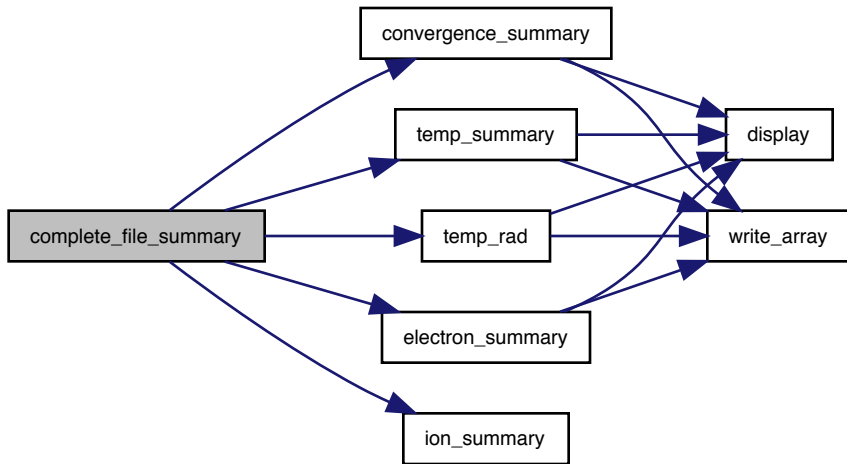 convergence_summary
temp_summary
display
complete_file_summary
temp_rad
write_array
electron_summary
ion_summary